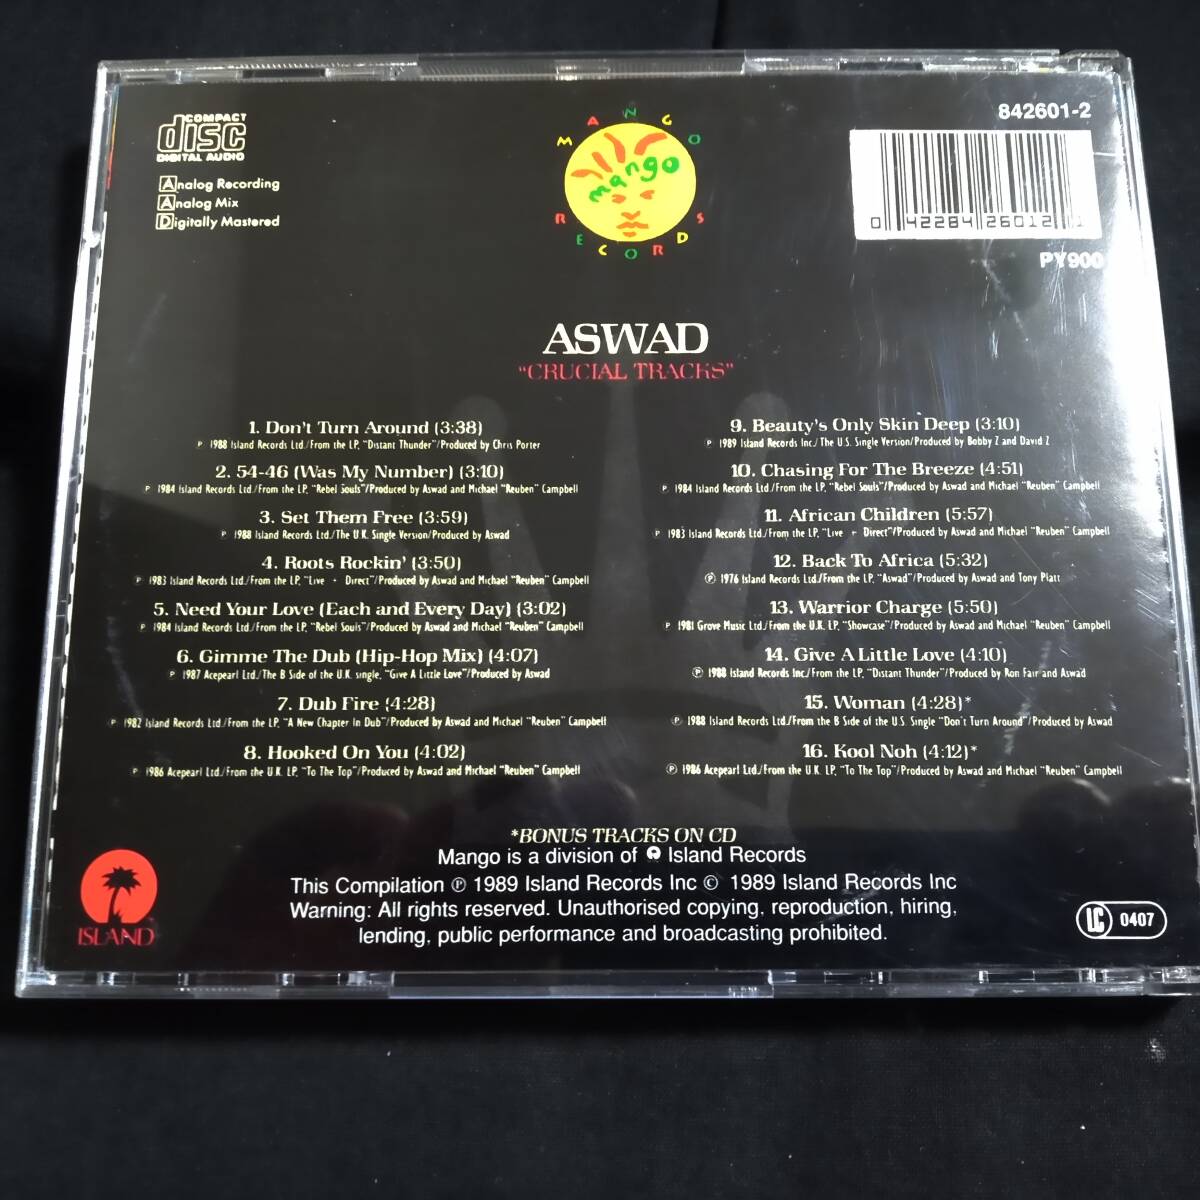 COMPACT
disc
DIGITAL AUDIO
Analog Recording
Analog Mix
Digitally Mastered
MANGO
mango
RECORDS
842601-2
0 42284 26012 1
PY900
ASWAD
"CRUCIAL TRACKS"
1. Don't Turn Around (3:38)
℗ 1988 Island Records Ltd./From the LP, "Distant Thunder"/Produced by Chris Porter
2. 54-46 (Was My Number) (3:10)
℗ 1984 Island Records Ltd./From the LP, "Rebel Souls"/Produced by Aswad and Michael "Reuben" Campbell
3. Set Them Free (3:59)
℗ 1988 Island Records Ltd./The U.K. Single Version/Produced by Aswad
4. Roots Rockin' (3:50)
℗ 1983 Island Records Ltd./From the LP, "Live + Direct"/Produced by Aswad and Michael "Reuben" Campbell
5. Need Your Love (Each and Every Day) (3:02)
℗ 1984 Island Records Ltd./From the LP, "Rebel Souls"/Produced by Aswad and Michael "Reuben" Campbell
6. Gimme The Dub (Hip-Hop Mix) (4:07)
℗ 1987 Acepearl Ltd./The B Side of the U.K. single, "Give A Little Love"/Produced by Aswad
7. Dub Fire (4:28)
℗ 1982 Island Records Ltd./From the LP, "A New Chapter In Dub"/Produced by Aswad and Michael "Reuben" Campbell
8. Hooked On You (4:02)
℗ 1986 Acepearl Ltd./From the U.K. LP, "To The Top"/Produced by Aswad and Michael "Reuben" Campbell
9. Beauty's Only Skin Deep (3:10)
℗ 1989 Island Records Inc./The U.S. Single Version/Produced by Bobby Z and David Z
10. Chasing For The Breeze (4:51)
℗ 1984 Island Records Ltd./From the LP, "Rebel Souls"/Produced by Aswad and Michael "Reuben" Campbell
11. African Children (5:57)
℗ 1983 Island Records Ltd./From the LP, "Live + Direct"/Produced by Aswad and Michael "Reuben" Campbell
12. Back To Africa (5:32)
℗ 1976 Island Records Ltd./From the LP, "Aswad"/Produced by Aswad and Tony Platt
13. Warrior Charge (5:50)
℗ 1981 Grove Music Ltd./From the U.K. LP, "Showcase"/Produced by Aswad and Michael "Reuben" Campbell
14. Give A Little Love (4:10)
℗ 1988 Island Records Inc./From the LP, "Distant Thunder"/Produced by Ron Fair and Aswad
15. Woman (4:28)*
℗ 1988 Island Records Ltd./From the B Side of the U.S. Single "Don't Turn Around"/Produced by Aswad
16. Kool Noh (4:12)*
℗ 1986 Acepearl Ltd./From the U.K. LP, "To The Top"/Produced by Aswad and Michael "Reuben" Campbell
*BONUS TRACKS ON CD
Mango is a division of Island Records
This Compilation ℗ 1989 Island Records Inc © 1989 Island Records Inc
Warning: All rights reserved. Unauthorised copying, reproduction, hiring,
lending, public performance and broadcasting prohibited.
ISLAND
LC 0407